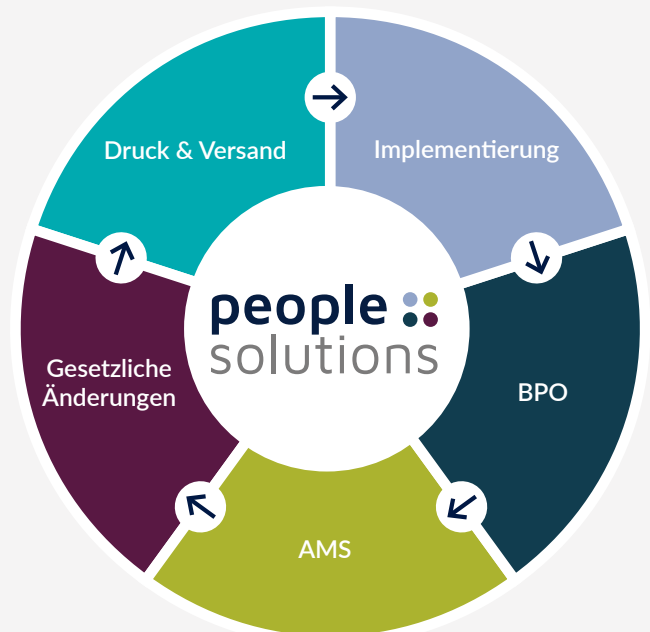 Druck & Versand
Implementierung
people
solutions
Gesetzliche
Änderungen
BPO
AMS